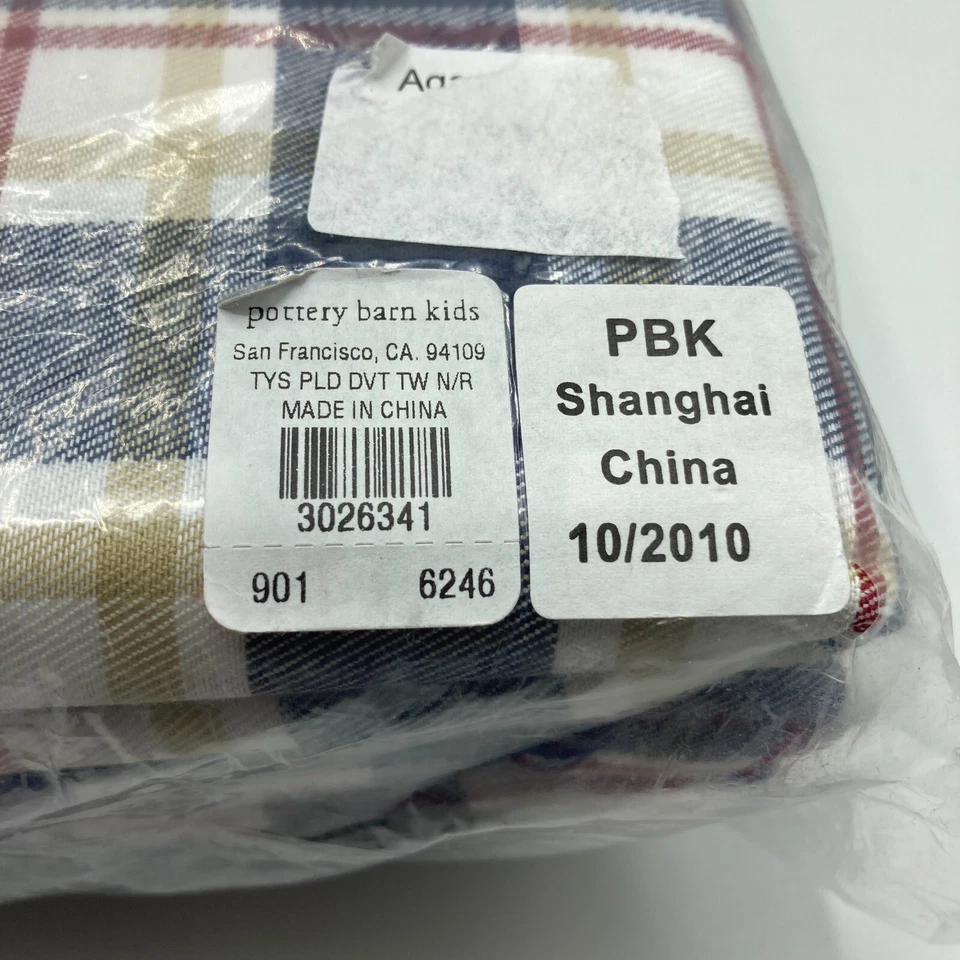 pottery barn kids
San Francisco, CA. 94109
TYS PLD DVT TW N/R
MADE IN CHINA
3026341
901 6246
PBK
Shanghai
China
10/2010